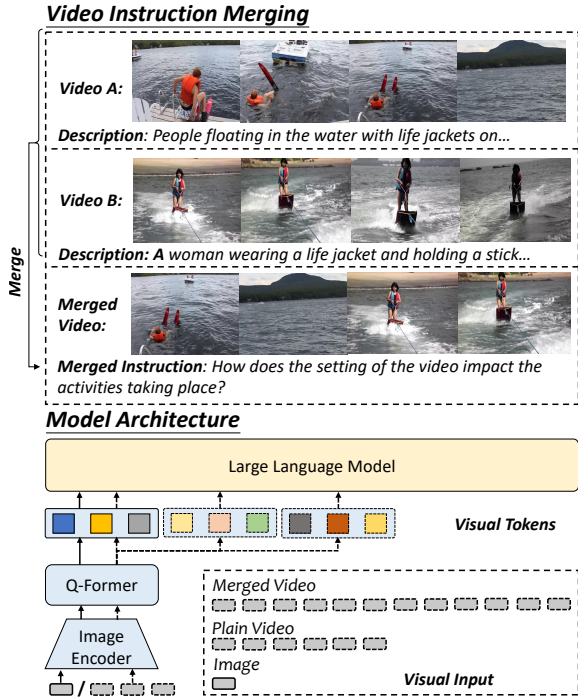 Video Instruction Merging
Video A:
Description: People floating in the water with life jackets on...
Video B:
Description: A woman wearing a life jacket and holding a stick...
Merge
Merged
Video:
Merged Instruction: How does the setting of the video impact the
activities taking place?
Model Architecture
Large Language Model
Visual Tokens
Q-Former
Image
Encoder
/
Merged Video
Plain Video
Image
Visual Input